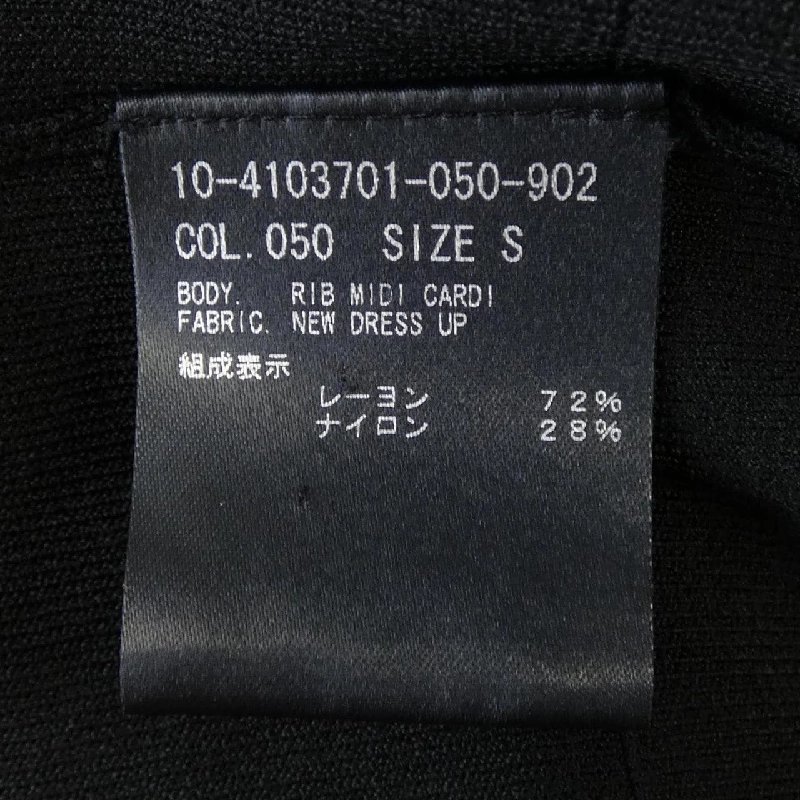 10-4103701-050-902
COL.050 SIZE S
BODY. RIB MIDI CARDI
FABRIC. NEW DRESS UP
組成表示
レーヨン 72%
ナイロン 28%